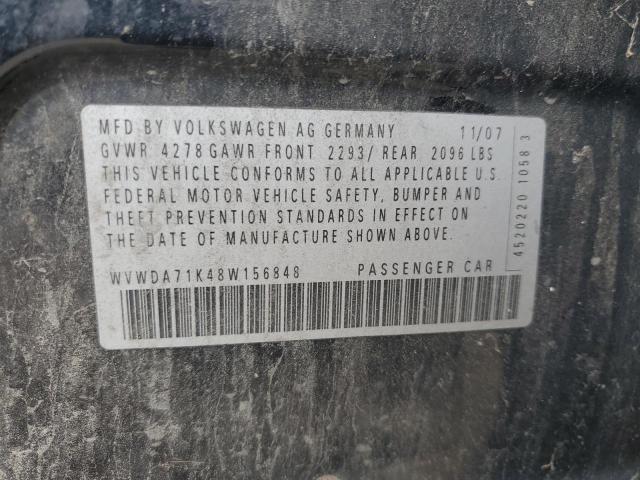 MFD BY VOLKSWAGEN AG GERMANY 11/07
GVWR 4278 GAWR FRONT 2293/ REAR 2096 LBS
THIS VEHICLE CONFORMS TO ALL APPLICABLE U.S.
FEDERAL MOTOR VEHICLE SAFETY, BUMPER AND
THEFT PREVENTION STANDARDS IN EFFECT ON
THE DATE OF MANUFACTURE SHOWN ABOVE.
WVWDA71K48W156848 PASSENGER CAR
4520220 1058 3